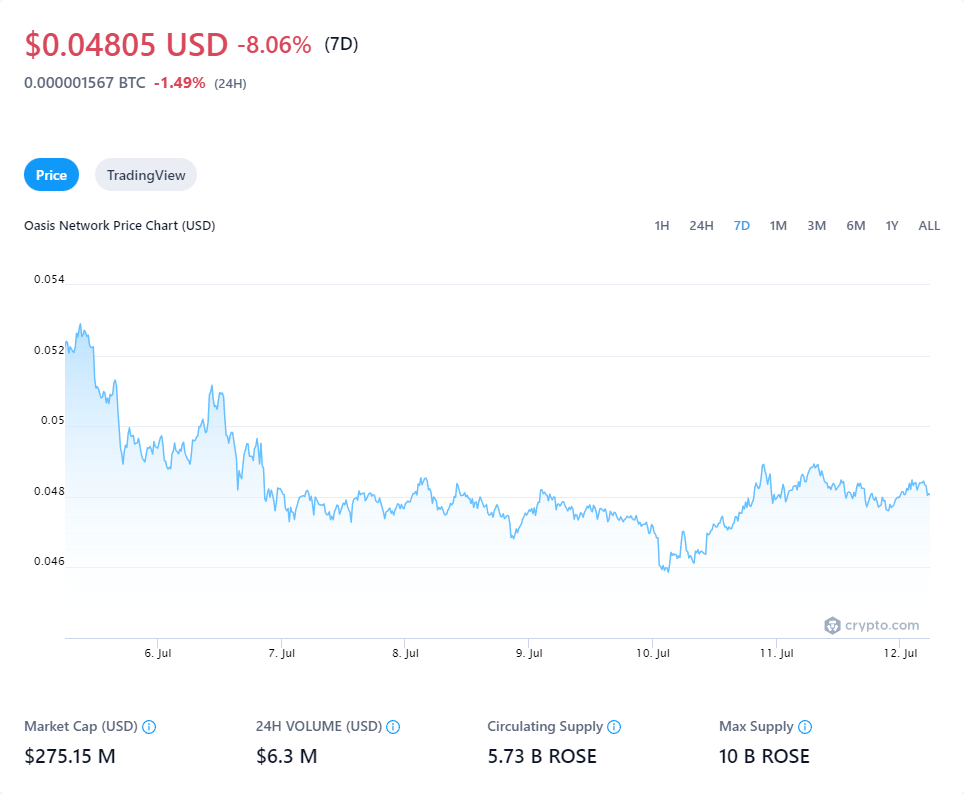 $0.04805 USD -8.06% (7D)
0.000001567 BTC -1.49% (24H)
Price TradingView
Oasis Network Price Chart (USD) 1H 24H 7D 1M 3M 6M 1Y ALL
0.054
0.052
0.05
0.048
0.046
crypto.com
6. Jul 7. Jul 8. Jul 9. Jul 10. Jul 11. Jul 12. Jul
Market Cap (USD) 24H VOLUME (USD) Circulating Supply Max Supply
$275.15 M $6.3 M 5.73 B ROSE 10 B ROSE